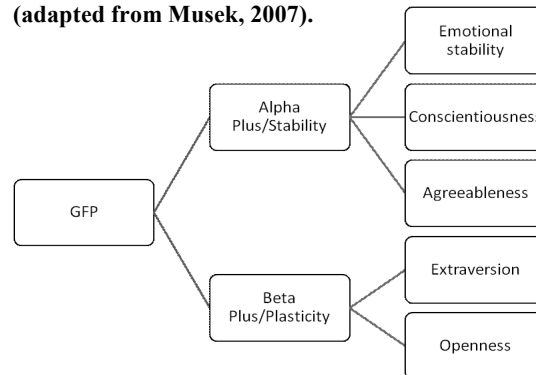 (adapted from Musek, 2007).
Emotional
stability
Alpha
Plus/Stability
Conscientiousness
Agreeableness
GFP
Extraversion
Beta
Plus/Plasticity
Openness